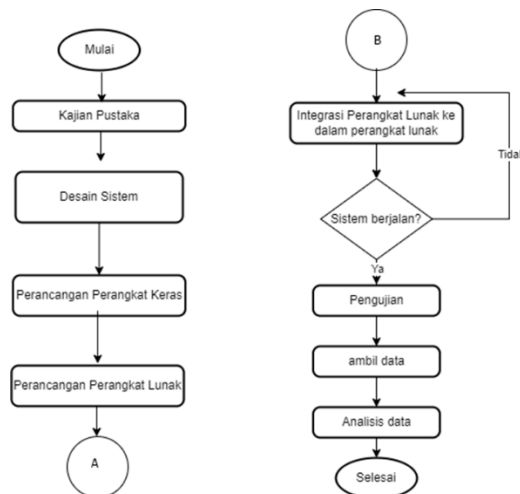 Mulai
Kajian Pustaka
Desain Sistem
Perancangan Perangkat Keras
Perancangan Perangkat Lunak
A
B
Integrasi Perangkat Lunak ke
dalam perangkat lunak
Tidak
Sistem berjalan?
Ya
Pengujian
ambil data
Analisis data
Selesai